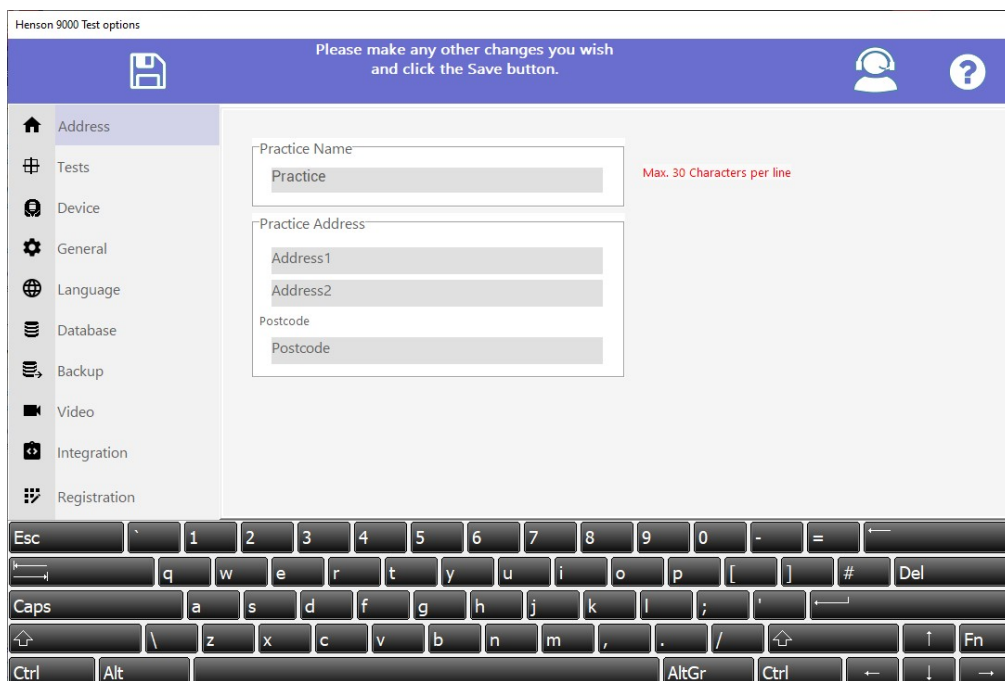 Henson 9000 Test options
Please make any other changes you wish
and click the Save button.
?
Address
Tests
Device
General
Language
Database
Backup
Video
Integration
Registration
Practice Name
Practice
Max. 30 Characters per line
Practice Address
Address1
Address2
Postcode
Postcode
Esc ` 1 2 3 4 5 6 7 8 9 0 - =
q w e r t y u i o p [ ] # Del
Caps a s d f g h j k l ; '
\ z x c v b n m , . / Fn
Ctrl Alt AltGr Ctrl